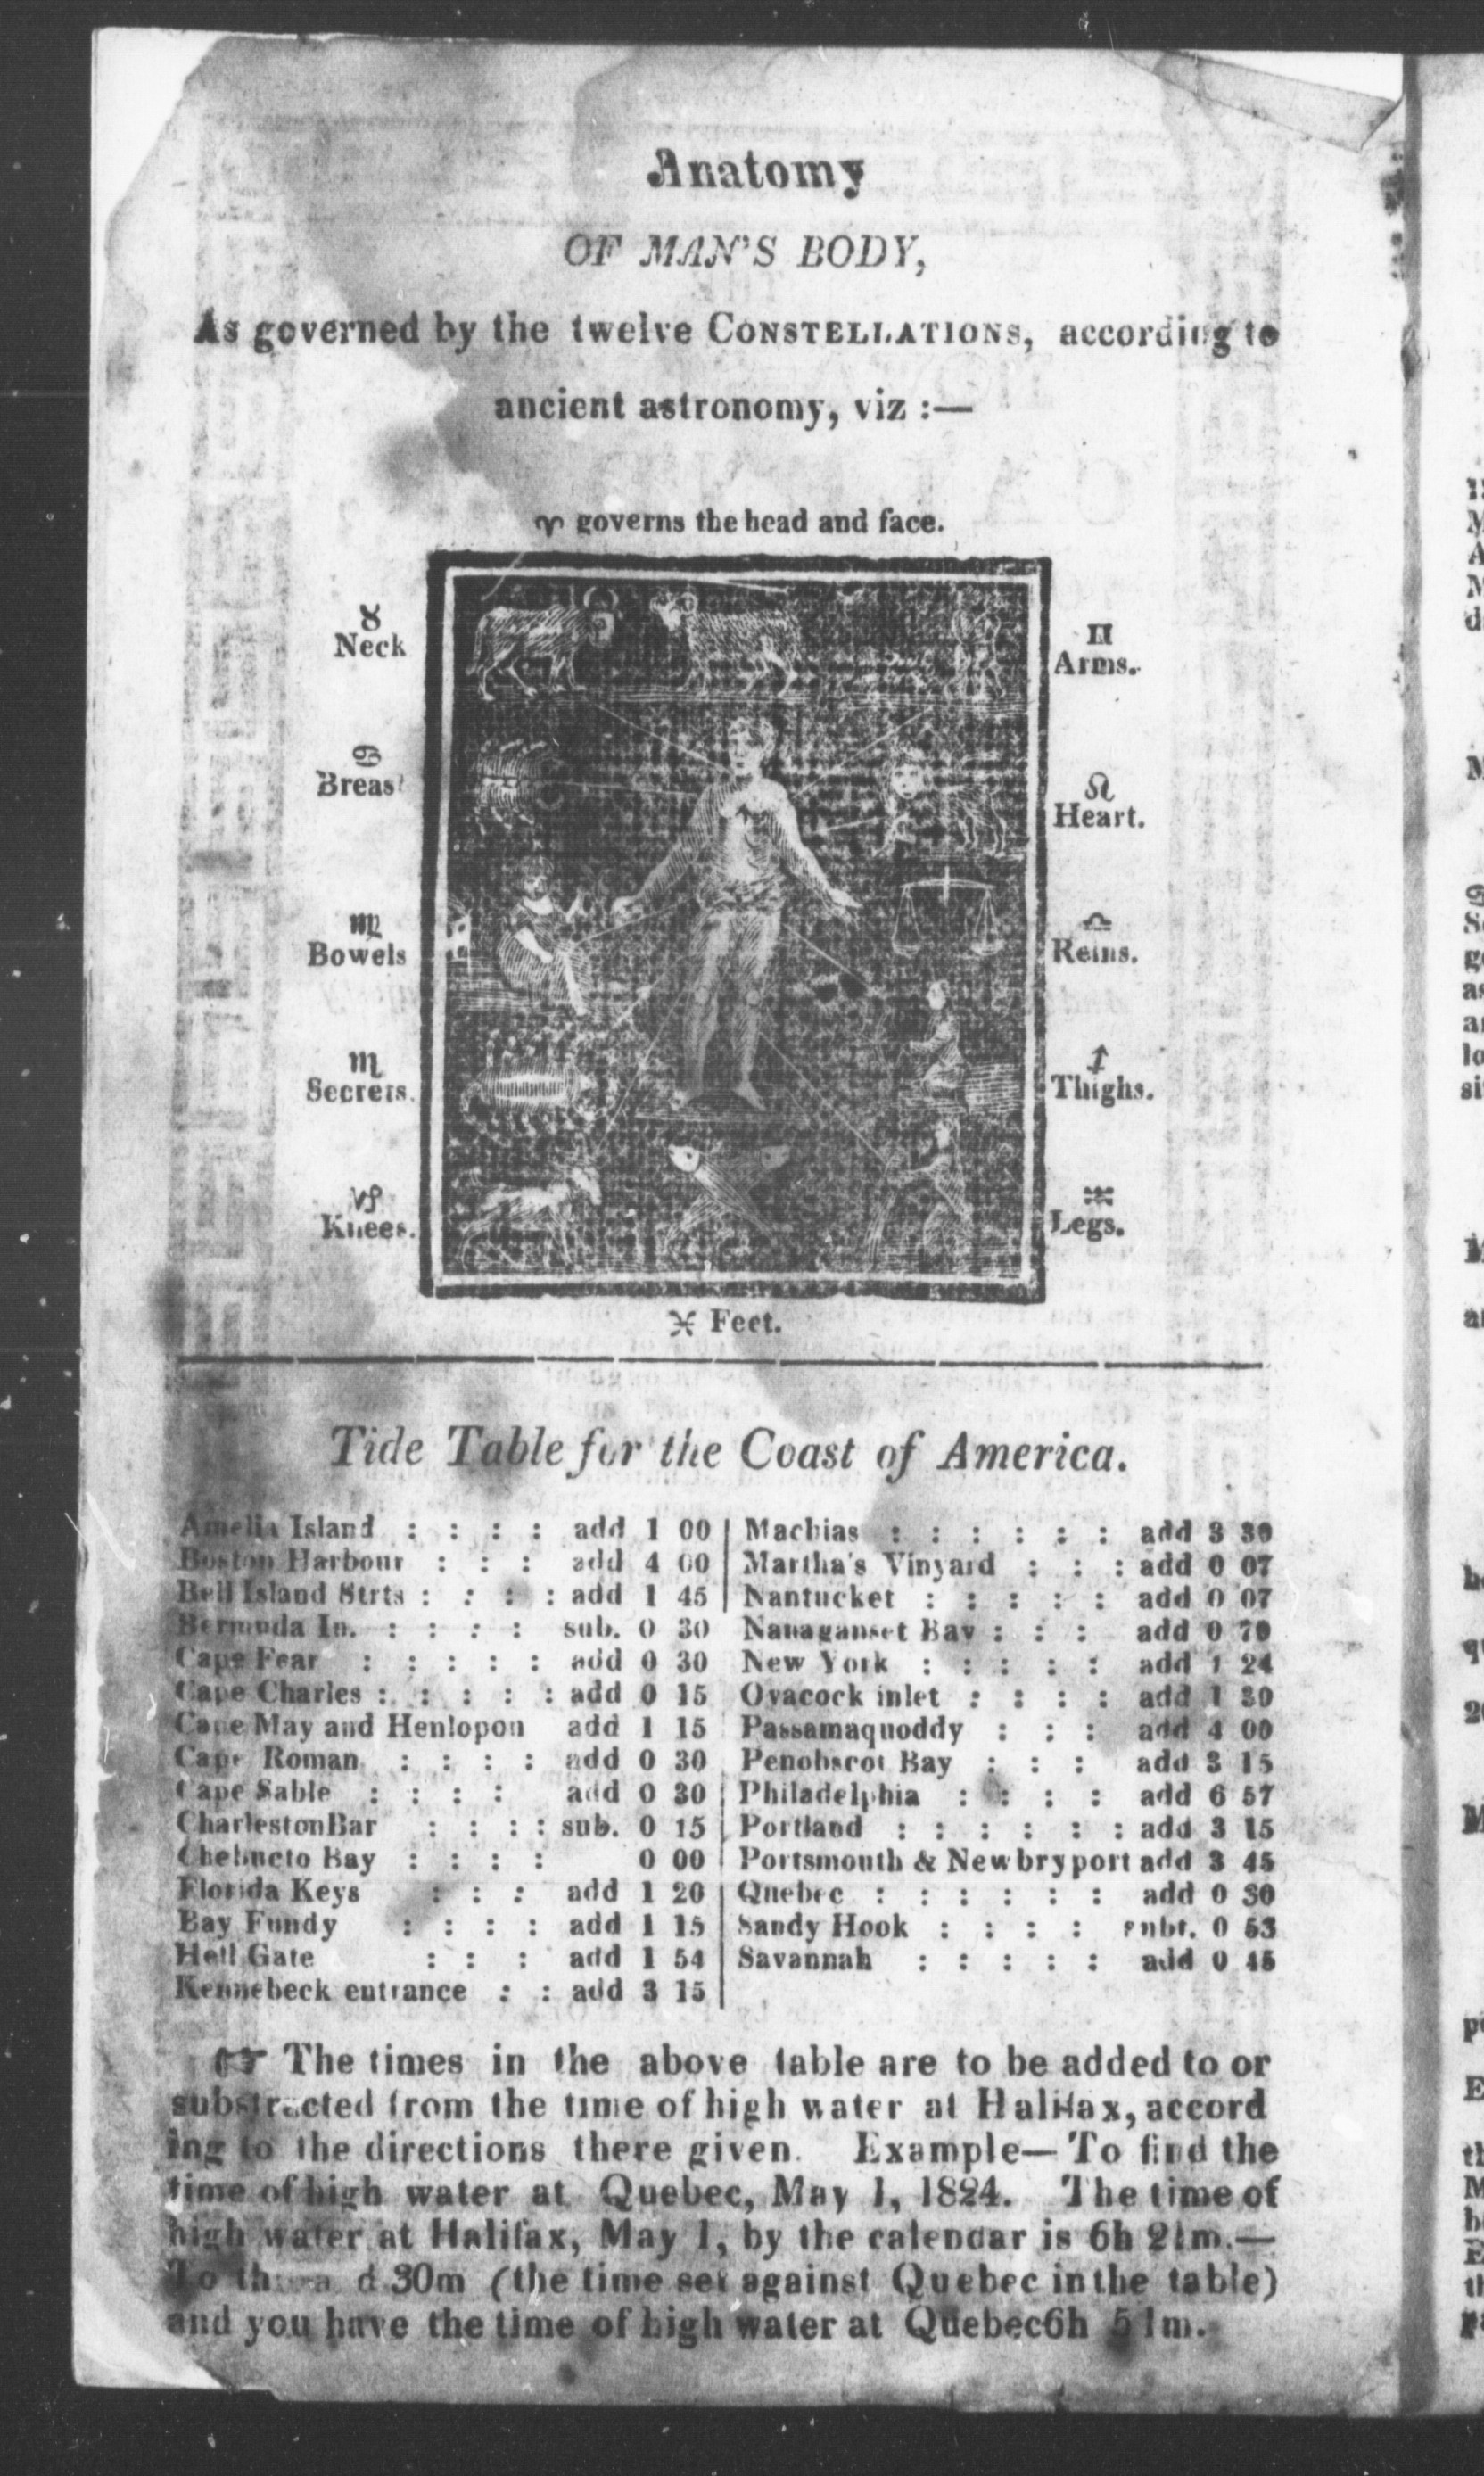 Anatomy
OF MAN'S BODY,
As governed by the twelve CONSTELLATIONS, according to
ancient astronomy, viz :—
♈ governs the head and face.
♉
Neck
♊
Arms.
♋
Breast
♌
Heart.
♍
Bowels
♎
Reins.
♏
Secrets.
♐
Thighs.
♑
Knees.
♒
Legs.
♓ Feet.
Tide Table for the Coast of America.
Amelia Island : : : : add 1 00
Boston Harbour : : : add 4 00
Bell Island Strts : : : : add 1 45
Bermuda In. : : : : sub. 0 30
Cape Fear : : : : : add 0 30
Cape Charles : : : : : add 0 15
Cape May and Henlopon add 1 15
Cape Roman : : : : add 0 30
Cape Sable : : : : add 0 30
Charleston Bar : : : : sub. 0 15
Chebucto Bay : : : : 0 00
Florida Keys : : : add 1 20
Bay Fundy : : : : add 1 15
Hell Gate : : : add 1 54
Kennebeck entrance : : add 3 15
Machias : : : : : : add 3 30
Martha's Vinyard : : : add 0 07
Nantucket : : : : : add 0 07
Bay : : : add 0
New York : : : : : add 1 24
Ovacock inlet : : : : add 1 30
Passamaquoddy : : : add 4 00
Penobscot Bay : : : add 3 15
Philadelphia : : : : add 6 57
Portland : : : : : : add 3 15
Portsmouth & Newbryport add 3 45
Quebec : : : : : : add 0 30
Sandy Hook : : : : 0 53
Savannah : : : : : add 0 45
☞ The times in the above table are to be added to or
substracted from the time of high water at Halifax, accord
ing to the directions there given. Example— To find the
time of high water at Quebec, May 1, 1824. The time of
high water at Halifax, May 1, by the calendar is 6h 21m.—
To 30m (the time set against Quebec in the table)
and you have the time of high water at Quebec 6h 51m.